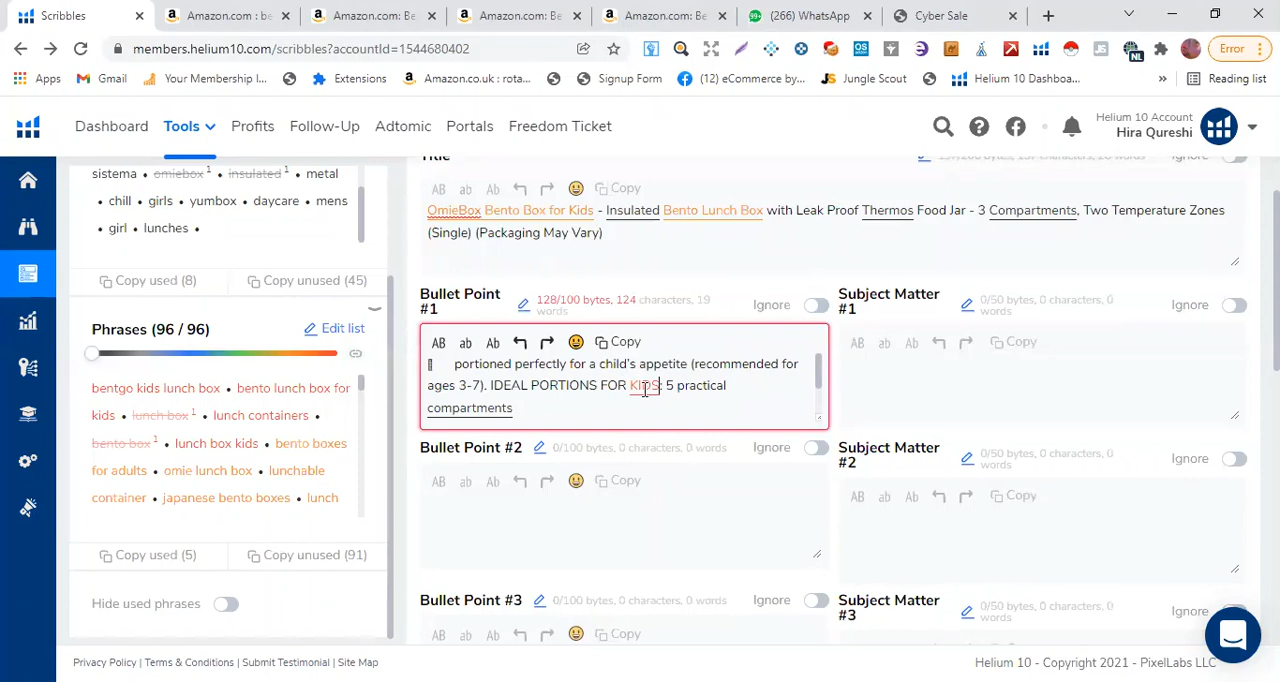 Scribbles
Amazon.com : be
Amazon.com: Be
Amazon.com: Be
Amazon.com: Be
(266) WhatsApp
Cyber Sale
members.helium10.com/scribbles?accountId=1544680402
Error
Apps
Gmail
Your Membership I...
Extensions
Amazon.co.uk : rota...
Signup Form
(12) eCommerce by...
Jungle Scout
Helium 10 Dashboa...
Reading list
Dashboard
Tools
Profits
Follow-Up
Adtomic
Portals
Freedom Ticket
Helium 10 Account
Hira Qureshi
sistema • omiebox 1 • insulated 1 • metal
• chill • girls • yumbox • daycare • mens
• girl • lunches •
Copy used (8)
Copy unused (45)
Phrases (96 / 96)
Edit list
bentgo kids lunch box • bento lunch box for
kids • lunch box 1 • lunch containers •
bento box 1 • lunch box kids • bento boxes
for adults • omie lunch box • lunchable
container • japanese bento boxes • lunch
Copy used (5)
Copy unused (91)
Hide used phrases
Title
Ignore
AB ab Ab Copy
OmieBox Bento Box for Kids - Insulated Bento Lunch Box with Leak Proof Thermos Food Jar - 3 Compartments, Two Temperature Zones
(Single) (Packaging May Vary)
Bullet Point
#1
128/100 bytes, 124 characters, 19
words
Ignore
AB ab Ab Copy
portioned perfectly for a child's appetite (recommended for
ages 3-7). IDEAL PORTIONS FOR KIDS: 5 practical
compartments
Subject Matter
#1
0/50 bytes, 0 characters, 0
words
Ignore
AB ab Ab Copy
Bullet Point #2
0/100 bytes, 0 characters, 0 words
Ignore
AB ab Ab Copy
Subject Matter
#2
0/50 bytes, 0 characters, 0
words
Ignore
AB ab Ab Copy
Bullet Point #3
0/100 bytes, 0 characters, 0 words
Ignore
AB ab Ab Copy
Subject Matter
#3
0/50 bytes, 0 characters, 0
words
Ignore
Privacy Policy | Terms & Conditions | Submit Testimonial | Site Map
Helium 10 - Copyright 2021 - PixelLabs LLC